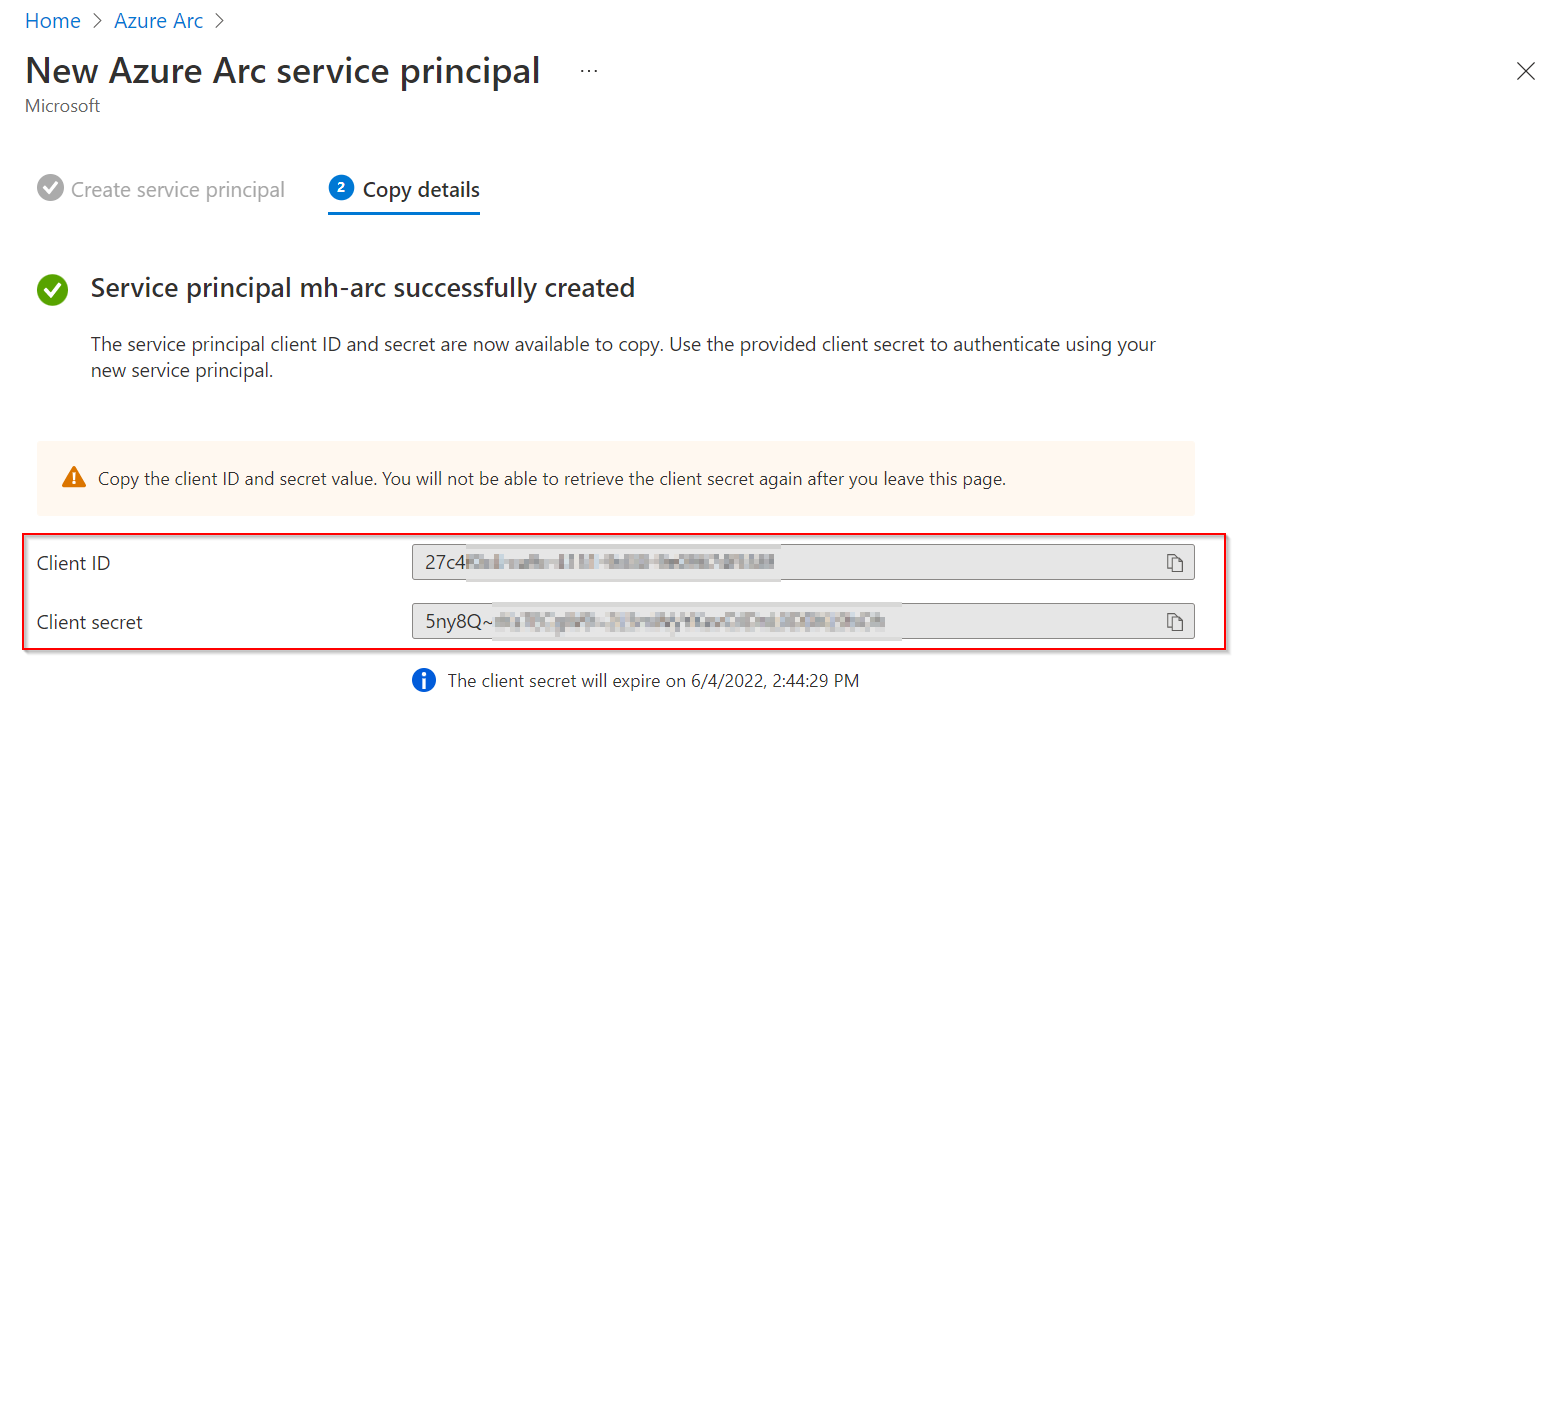 Home > Azure Arc >
New Azure Arc service principal ...
Microsoft
Create service principal 2 Copy details
Service principal mh-arc successfully created
The service principal client ID and secret are now available to copy. Use the provided client secret to authenticate using your
new service principal.
Copy the client ID and secret value. You will not be able to retrieve the client secret again after you leave this page.
Client ID 27c4
Client secret 5ny8Q~
The client secret will expire on 6/4/2022, 2:44:29 PM